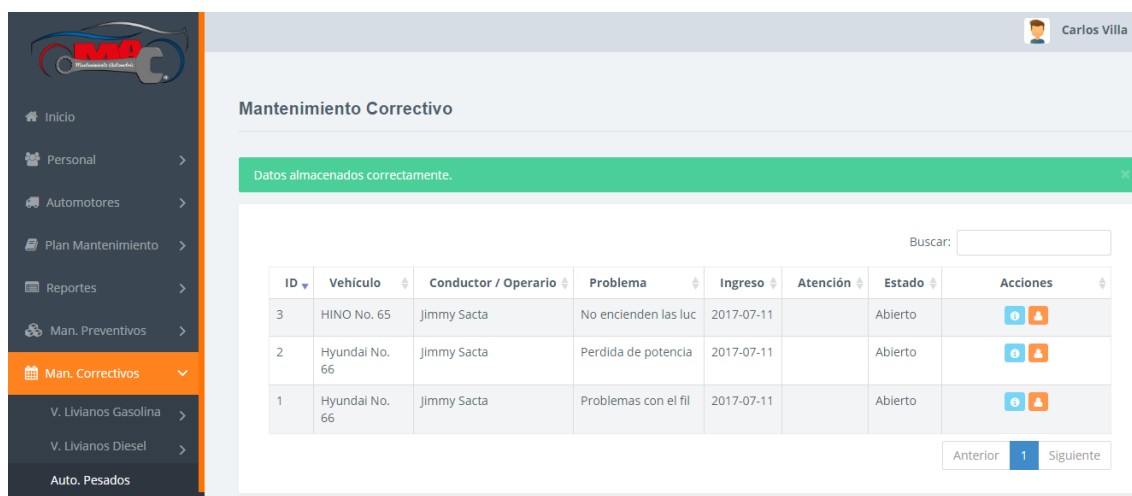 MAC
Mantenimiento Automotriz
Carlos Villa
Inicio
Personal
Automotores
Plan Mantenimiento
Reportes
Man. Preventivos
Man. Correctivos
V. Livianos Gasolina
V. Livianos Diesel
Auto. Pesados
Mantenimiento Correctivo
Datos almacenados correctamente. ×
Buscar:
ID Vehículo Conductor / Operario Problema Ingreso Atención Estado Acciones
3 HINO No. 65 Jimmy Sacta No encienden las luc 2017-07-11 Abierto
2 Hyundai No. 66 Jimmy Sacta Perdida de potencia 2017-07-11 Abierto
1 Hyundai No. 66 Jimmy Sacta Problemas con el fil 2017-07-11 Abierto
Anterior 1 Siguiente